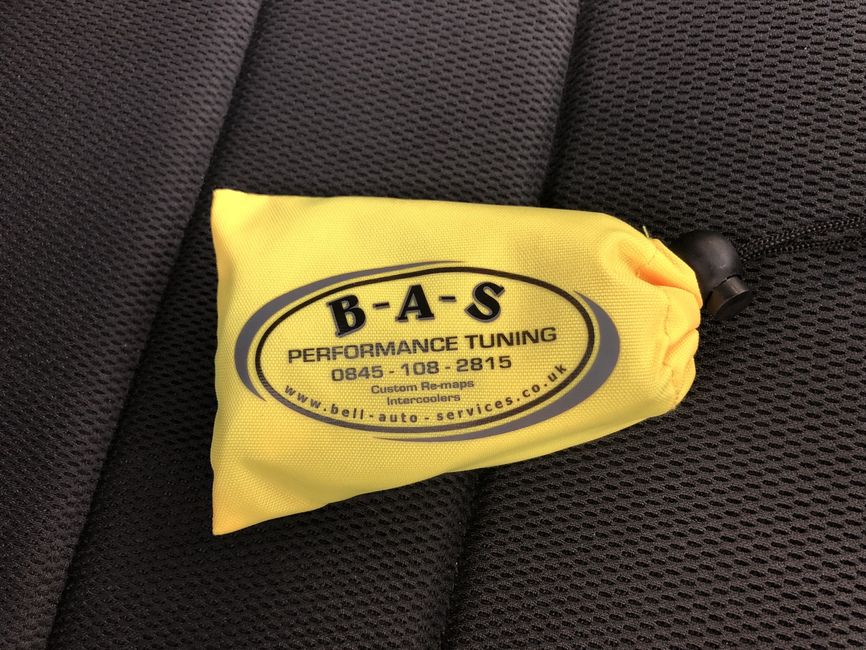 B-A-S
PERFORMANCE TUNING
0845 - 108 - 2815
Custom Re-maps
Intercoolers
www.bell-auto-services.co.uk